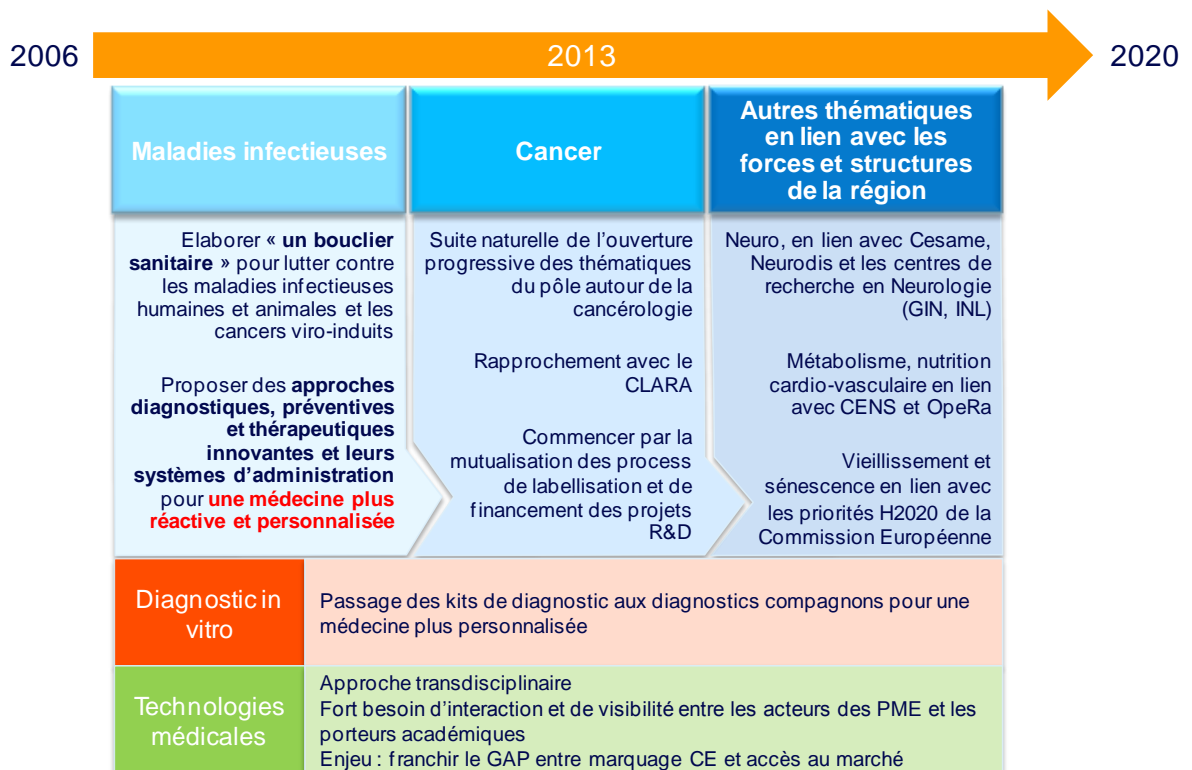 2006
2013
2020
Maladies infectieuses
Cancer
Autres thématiques
en lien avec les
forces et structures
de la région
Elaborer « un bouclier
sanitaire » pour lutter contre
les maladies infectieuses
humaines et animales et les
cancers viro-induits
Proposer des approches
diagnostiques, préventives
et thérapeutiques
innovantes et leurs
systèmes d’administration
pour une médecine plus
réactive et personnalisée
Suite naturelle de l’ouverture
progressive des thématiques
du pôle autour de la
cancérologie
Rapprochement avec le
CLARA
Commencer par la
mutualisation des process
de labellisation et de
financement des projets
R&D
Neuro, en lien avec Cesame,
Neurodis et les centres de
recherche en Neurologie
(GIN, INL)
Métabolisme, nutrition
cardio-vasculaire en lien
avec CENS et OpeRa
Vieillissement et
sénescence en lien avec
les priorités H2020 de la
Commission Européenne
Diagnostic in
vitro
Passage des kits de diagnostic aux diagnostics compagnons pour une
médecine plus personnalisée
Technologies
médicales
Approche transdisciplinaire
Fort besoin d’interaction et de visibilité entre les acteurs des PME et les
porteurs académiques
Enjeu : franchir le GAP entre marquage CE et accès au marché